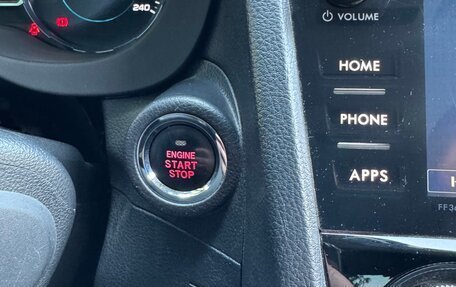 240
VOLUME
HOME
PHONE
APPS
ENGINE
START
STOP